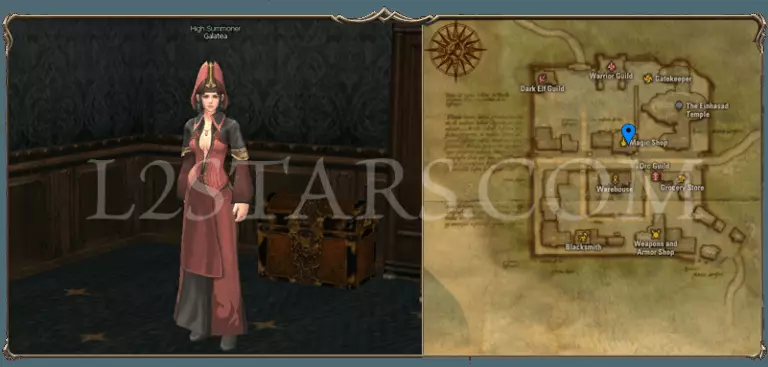 High Summoner
Galatea
L2STARS.COM
Warrior Guild
Gatekeeper
Dark Elf Guild
The Einhasad
Temple
Magic Shop
Orc Guild
Warehouse
Grocery Store
Blacksmith
Weapons and
Armor Shop